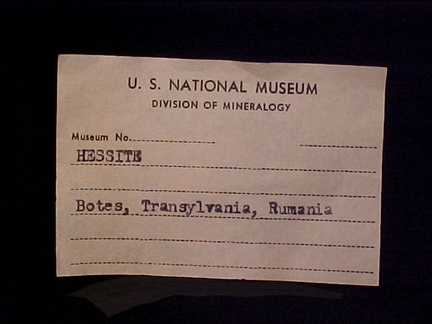 U. S. NATIONAL MUSEUM
DIVISION OF MINERALOGY
Museum No.
HESSITE
Botes, Transylvania, Rumania